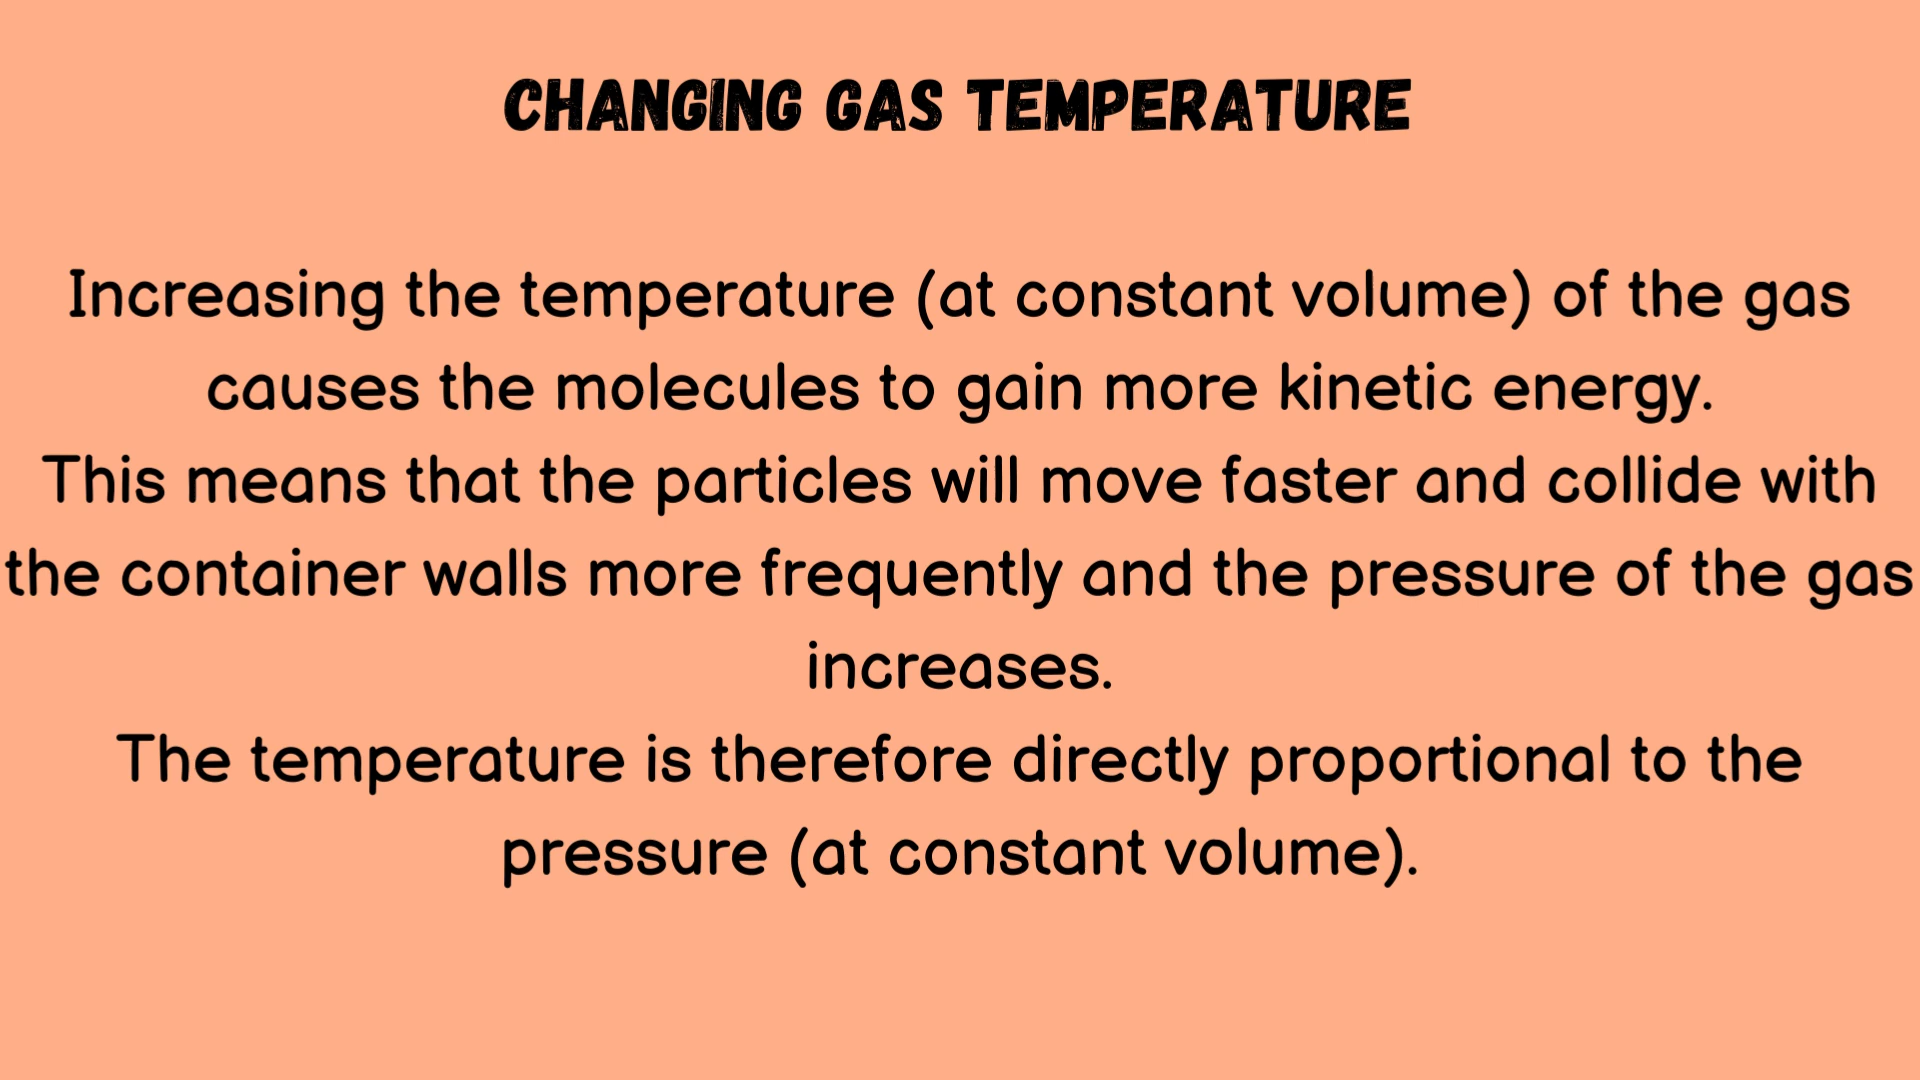 CHANGING GAS TEMPERATURE
Increasing the temperature (at constant volume) of the gas
causes the molecules to gain more kinetic energy.
This means that the particles will move faster and collide with
the container walls more frequently and the pressure of the gas
increases.
The temperature is therefore directly proportional to the
pressure (at constant volume).